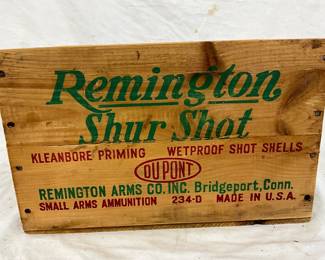 Remington
Shur Shot
KLEANBORE PRIMING WETPROOF SHOT SHELLS
DU PONT
REMINGTON ARMS CO. INC. Bridgeport, Conn.
SMALL ARMS AMMUNITION 234-D MADE IN U.S.A.